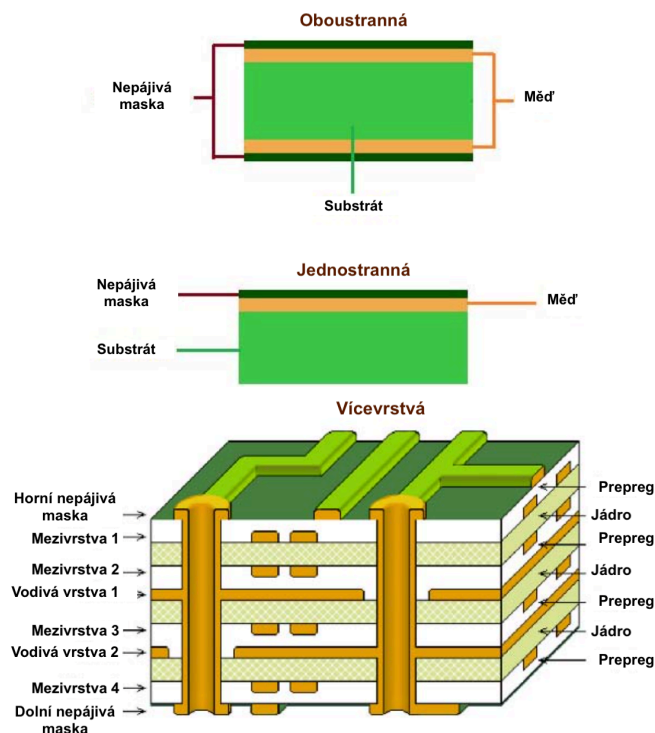 Oboustranná
Nepájivá
maska
Měď
Substrát
Jednostranná
Nepájivá
maska
Měď
Substrát
Vícevrstvá
Horní nepájivá
maska
Mezivrstva 1
Mezivrstva 2
Vodivá vrstva 1
Mezivrstva 3
Vodivá vrstva 2
Mezivrstva 4
Dolní nepájivá
maska
Prepreg
Jádro
Prepreg
Jádro
Prepreg
Jádro
Prepreg